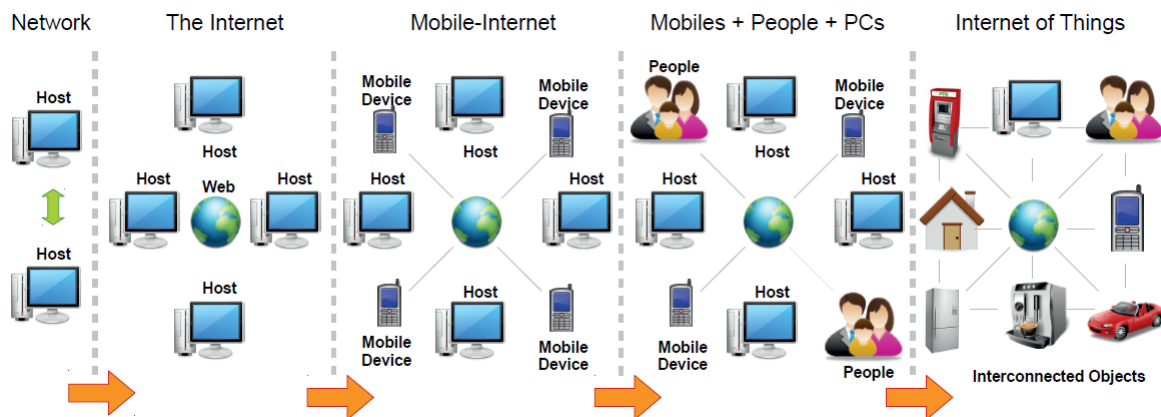 Network
The Internet
Mobile-Internet
Mobiles + People + PCs
Internet of Things
Host
Host
Host
Host
Web
Host
Host
Mobile
Device
Mobile
Device
Host
Host
Host
Host
Mobile
Device
Mobile
Device
People
Mobile
Device
Host
Host
Host
Host
Mobile
Device
People
Interconnected Objects